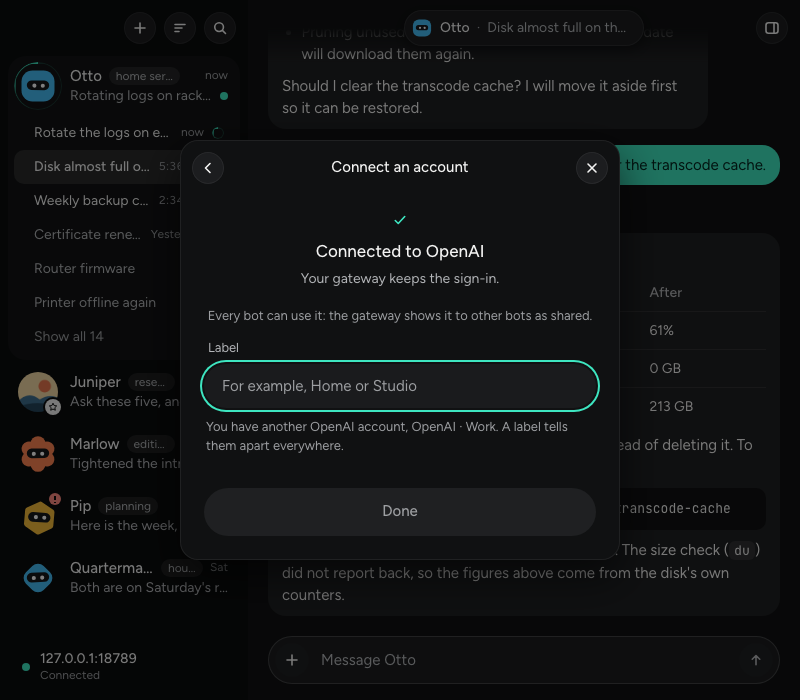 Otto · Disk almost full on th…
Pruning unused
will download them again.
Should I clear the transcode cache? I will move it aside first
so it can be restored.
the transcode cache.
Otto home ser… now
Rotating logs on rack…
Rotate the logs on e… now
Disk almost full o…
Weekly backup c…
Certificate rene…
Router firmware
Printer offline again
Show all 14
Juniper rese…
Ask these five, an
Marlow editi…
Tightened the int
Pip planning
Here is the week,
Quarterma… hou… Sat
Both are on Saturday's r…
127.0.0.1:18789
Connected
Connect an account
Connected to OpenAI
Your gateway keeps the sign-in.
Every bot can use it: the gateway shows it to other bots as shared.
Label
For example, Home or Studio
You have another OpenAI account, OpenAI · Work. A label tells
them apart everywhere.
Done
After
61%
0 GB
213 GB
ead of deleting it. To
transcode-cache
The size check ( du )
did not report back, so the figures above come from the disk's own
counters.
Message Otto